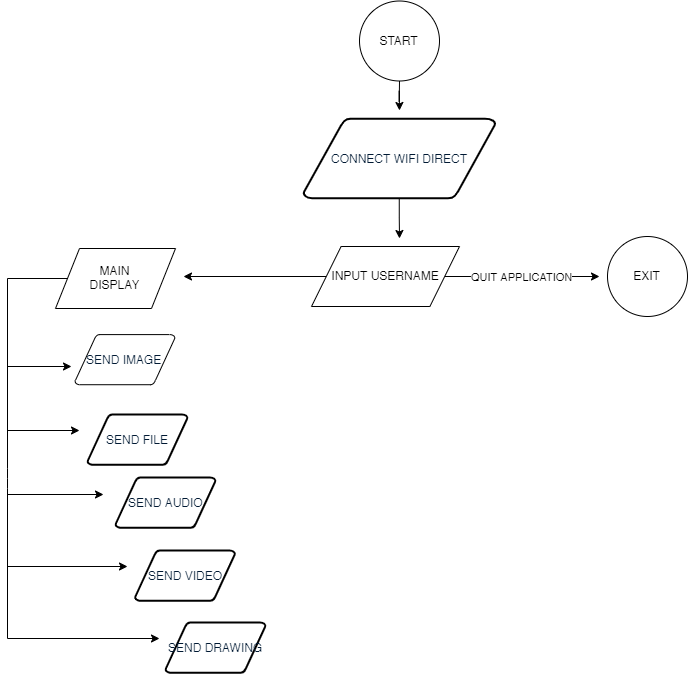 START
CONNECT WIFI DIRECT
MAIN
DISPLAY
INPUT USERNAME
QUIT APPLICATION
EXIT
SEND IMAGE
SEND FILE
SEND AUDIO
SEND VIDEO
SEND DRAWING